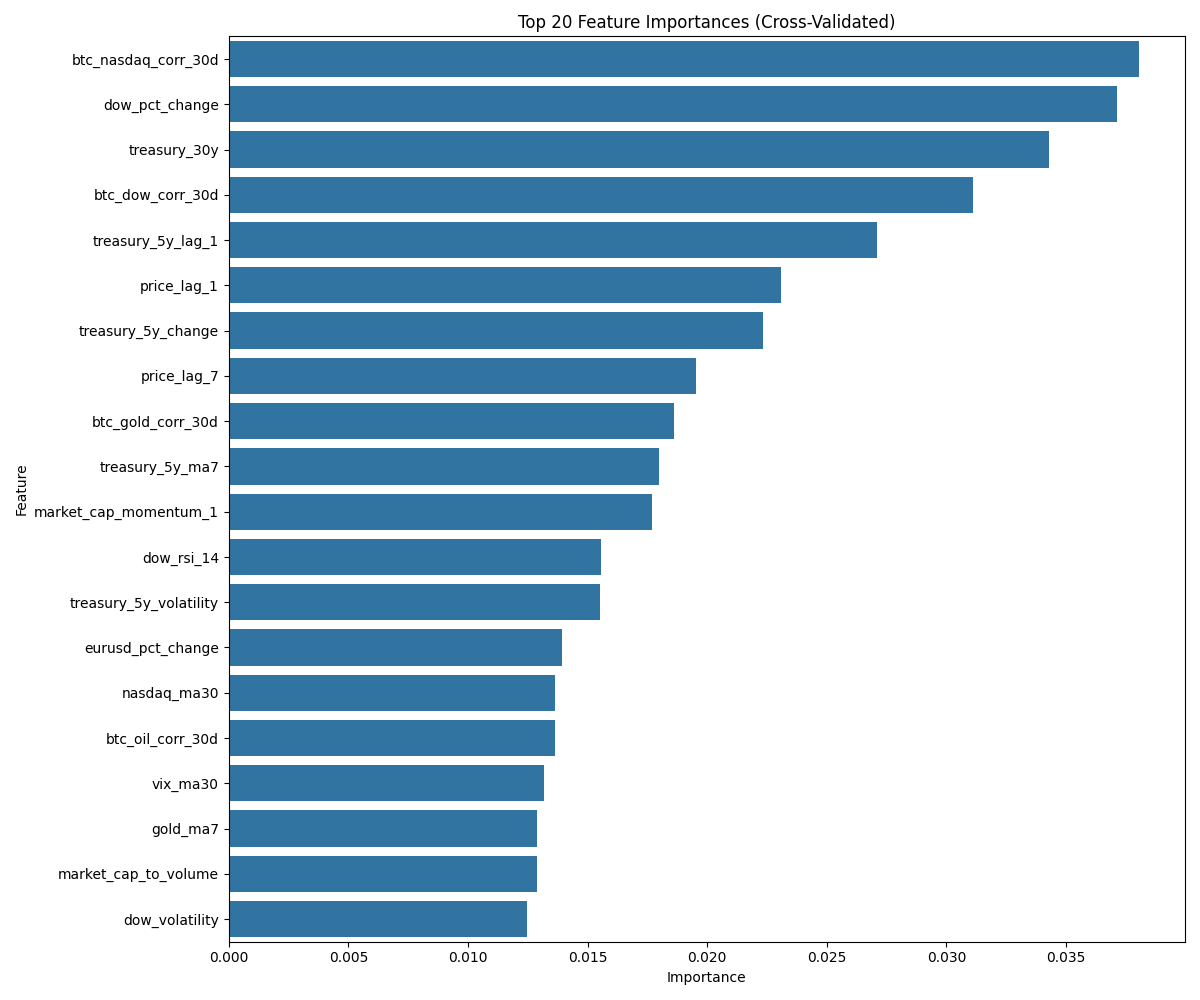 Top 20 Feature Importances (Cross-Validated)
btc_nasdaq_corr_30d
dow_pct_change
treasury_30y
btc_dow_corr_30d
treasury_5y_lag_1
price_lag_1
treasury_5y_change
price_lag_7
btc_gold_corr_30d
treasury_5y_ma7
market_cap_momentum_1
dow_rsi_14
treasury_5y_volatility
eurusd_pct_change
nasdaq_ma30
btc_oil_corr_30d
vix_ma30
gold_ma7
market_cap_to_volume
dow_volatility
Feature
0.000 0.005 0.010 0.015 0.020 0.025 0.030 0.035
Importance